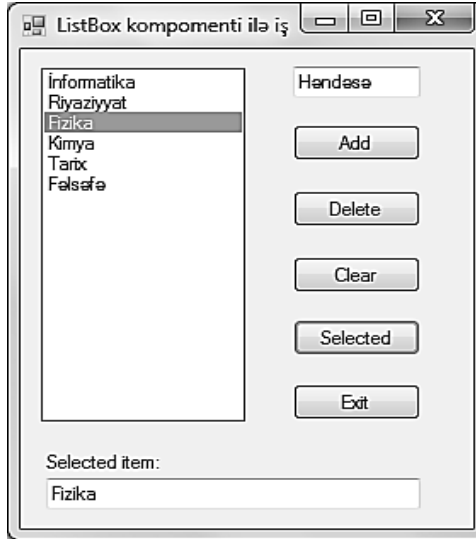 ListBox kompomenti ilə iş
İnformatika
Riyaziyyat
Fizika
Kimya
Tarix
Fəlsəfə
Həndəsə
Add
Delete
Clear
Selected
Exit
Selected item:
Fizika